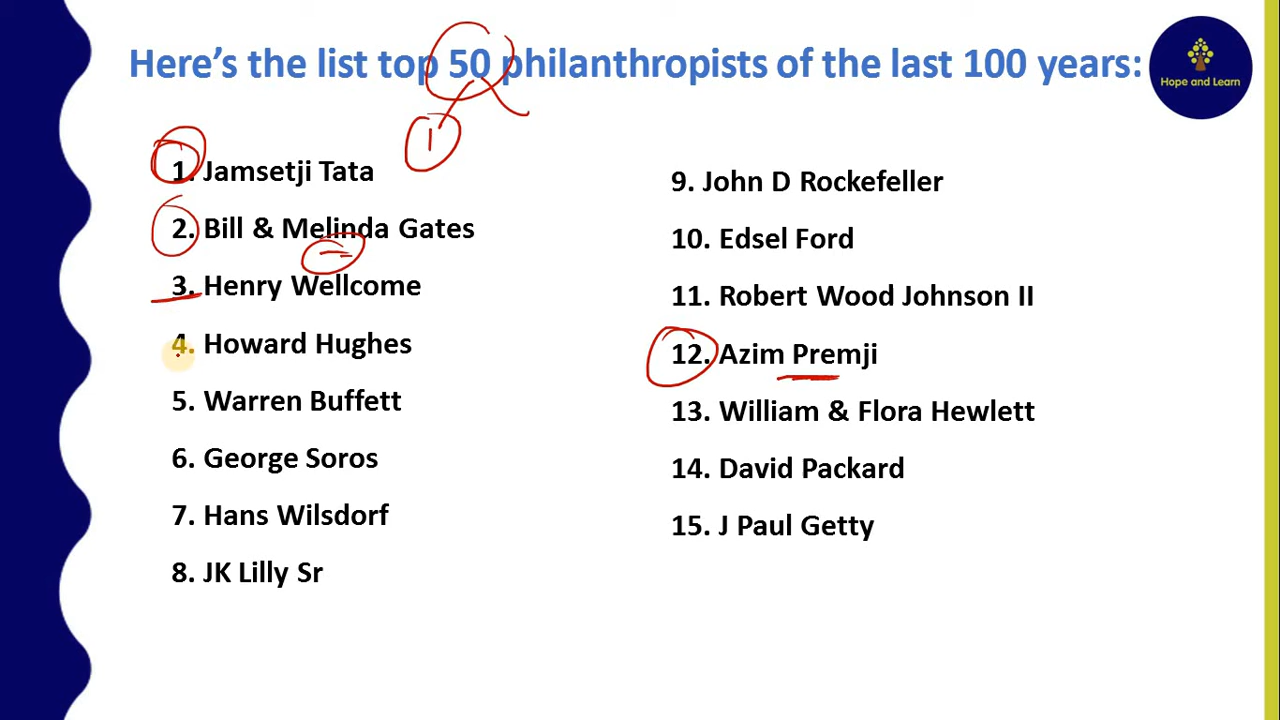 Here's the list top 50 philanthropists of the last 100 years:
Hope and Learn
1
1. Jamsetji Tata
2. Bill & Melinda Gates
3. Henry Wellcome
4. Howard Hughes
5. Warren Buffett
6. George Soros
7. Hans Wilsdorf
8. JK Lilly Sr
9. John D Rockefeller
10. Edsel Ford
11. Robert Wood Johnson II
12. Azim Premji
13. William & Flora Hewlett
14. David Packard
15. J Paul Getty